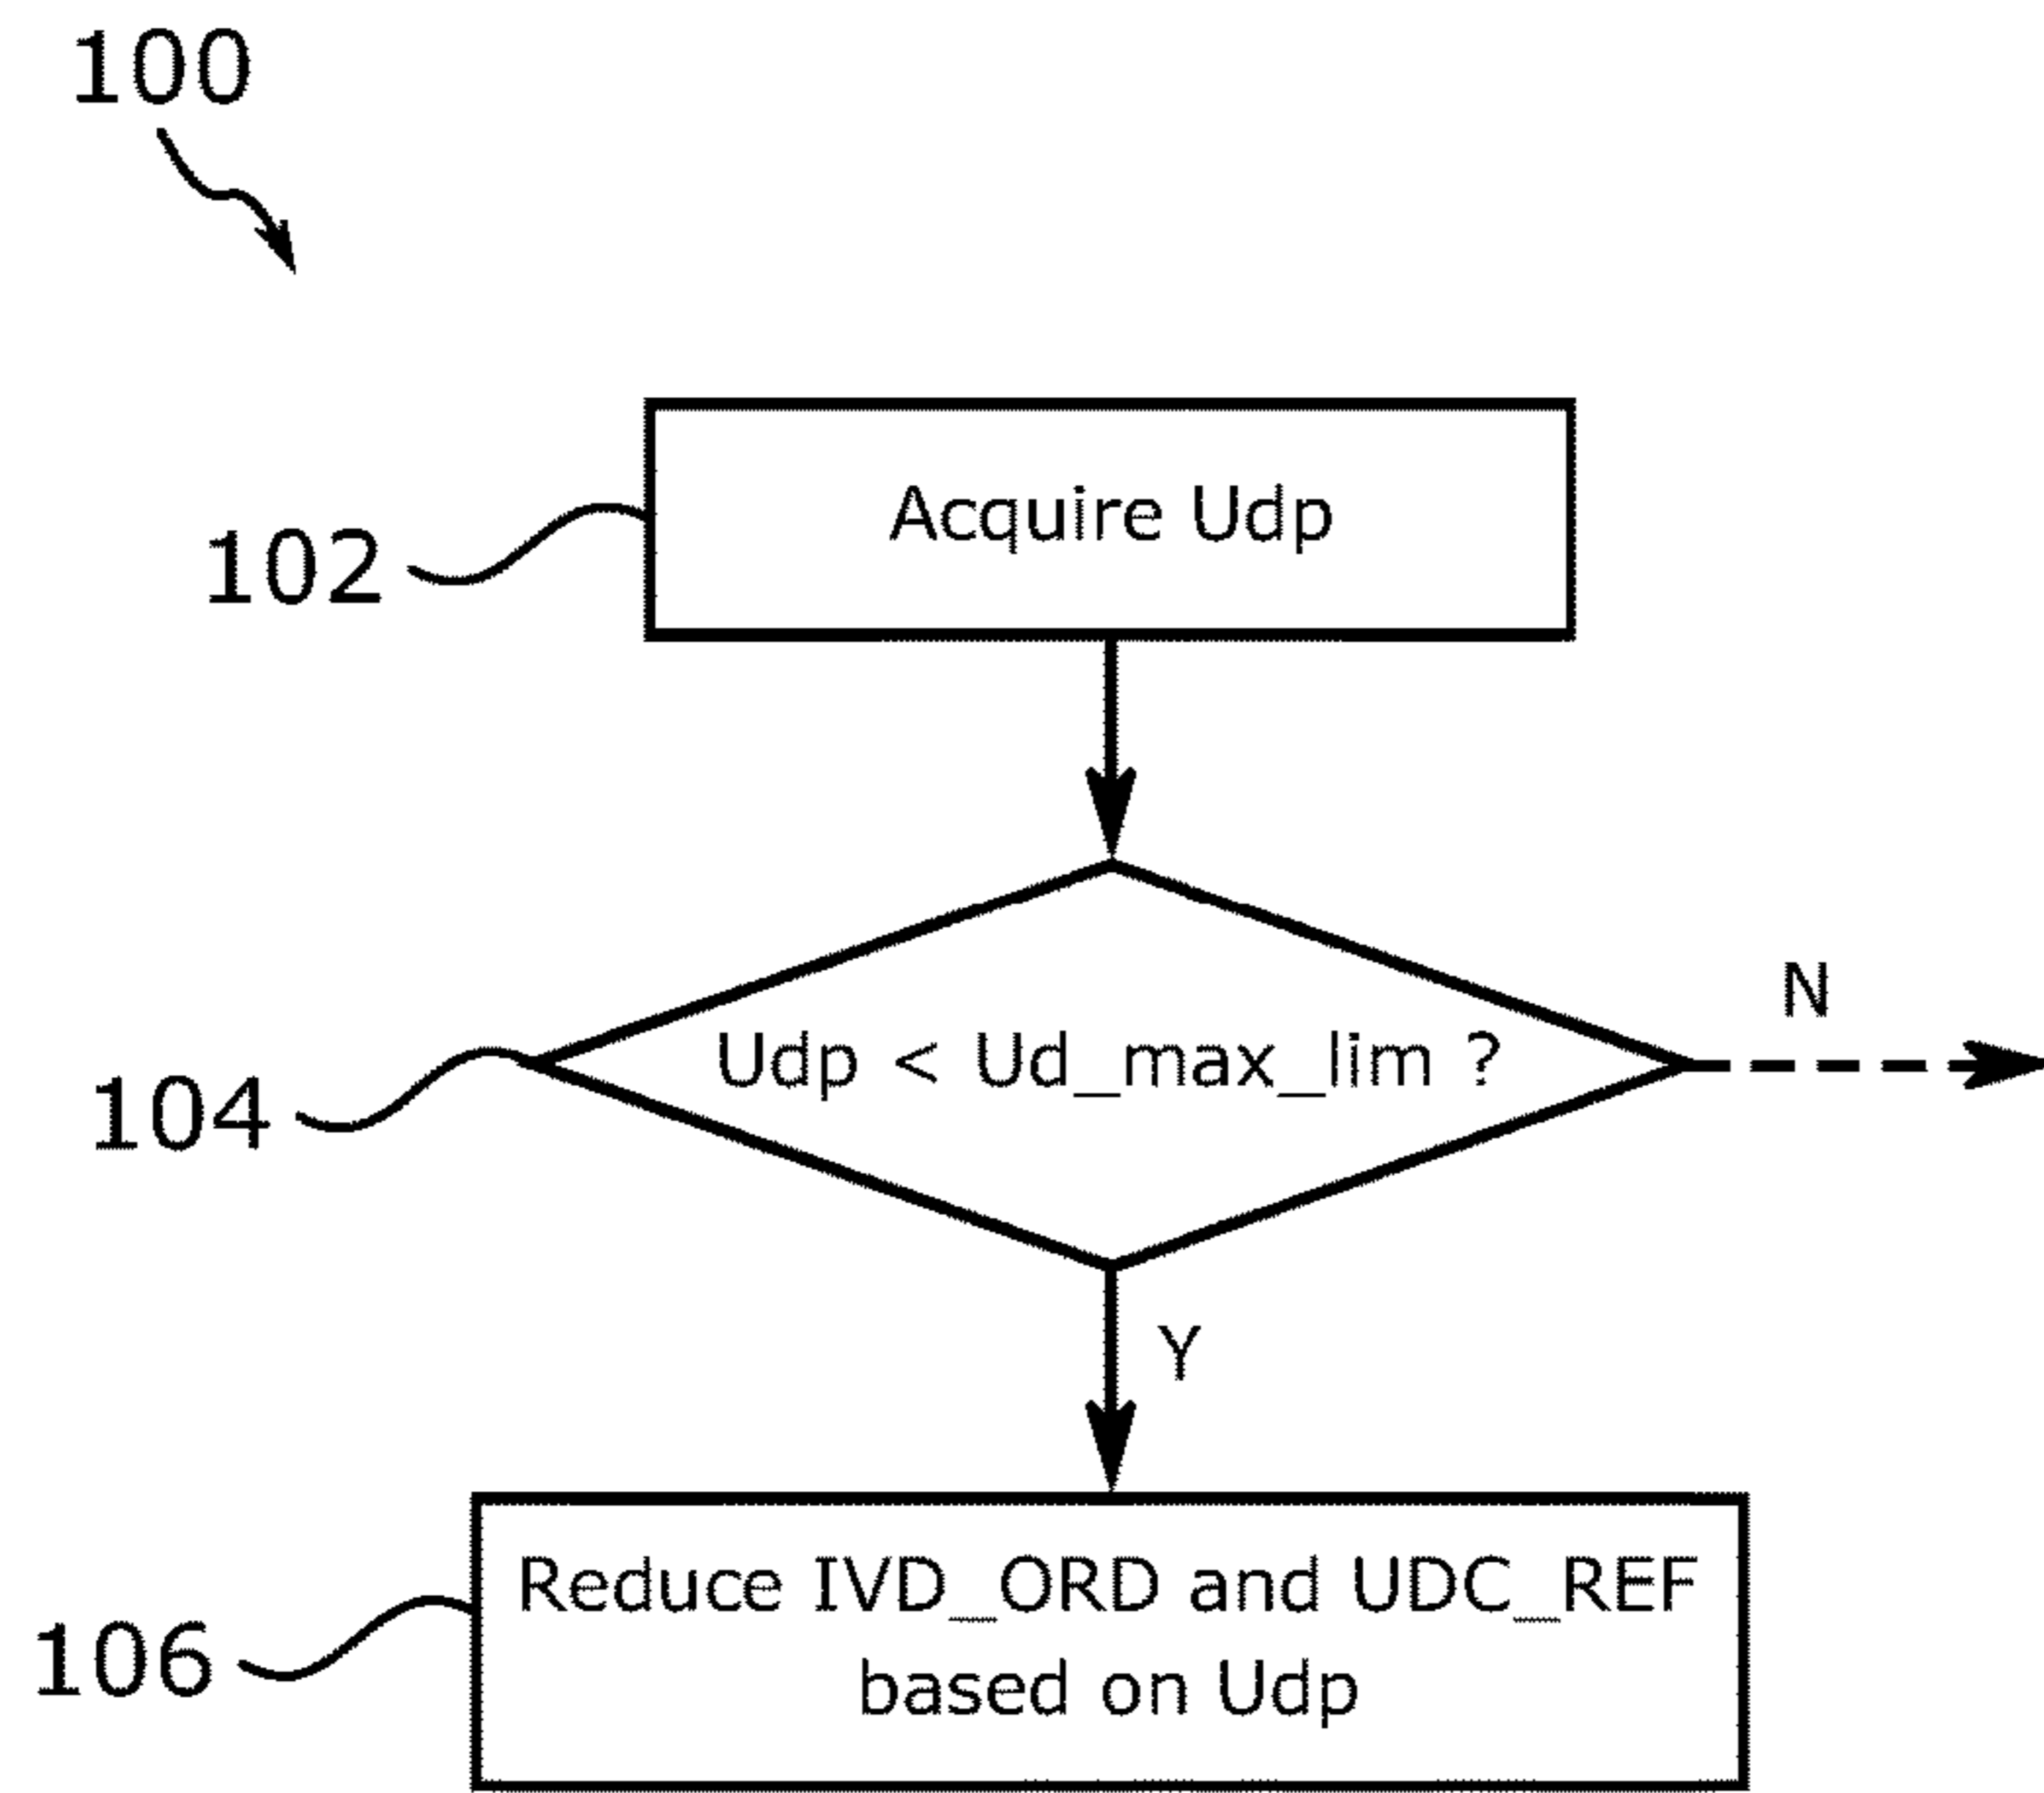 100
Acquire Udp
102
Udp < Ud_max_lim ?
N
104
Y
Reduce IVD_ORD and UDC_REF
based on Udp
106